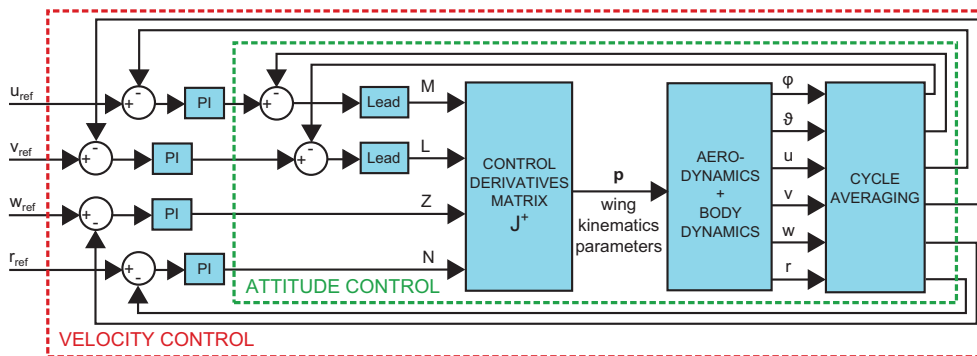 u_ref
+
-
PI
+
-
Lead
M
v_ref
+
-
PI
+
-
Lead
L
w_ref
+
-
PI
Z
r_ref
+
-
PI
N
CONTROL
DERIVATIVES
MATRIX
J⁺
p
wing
kinematics
parameters
AERO-
DYNAMICS
+
BODY
DYNAMICS
φ
ϑ
u
v
w
r
CYCLE
AVERAGING
ATTITUDE CONTROL
VELOCITY CONTROL